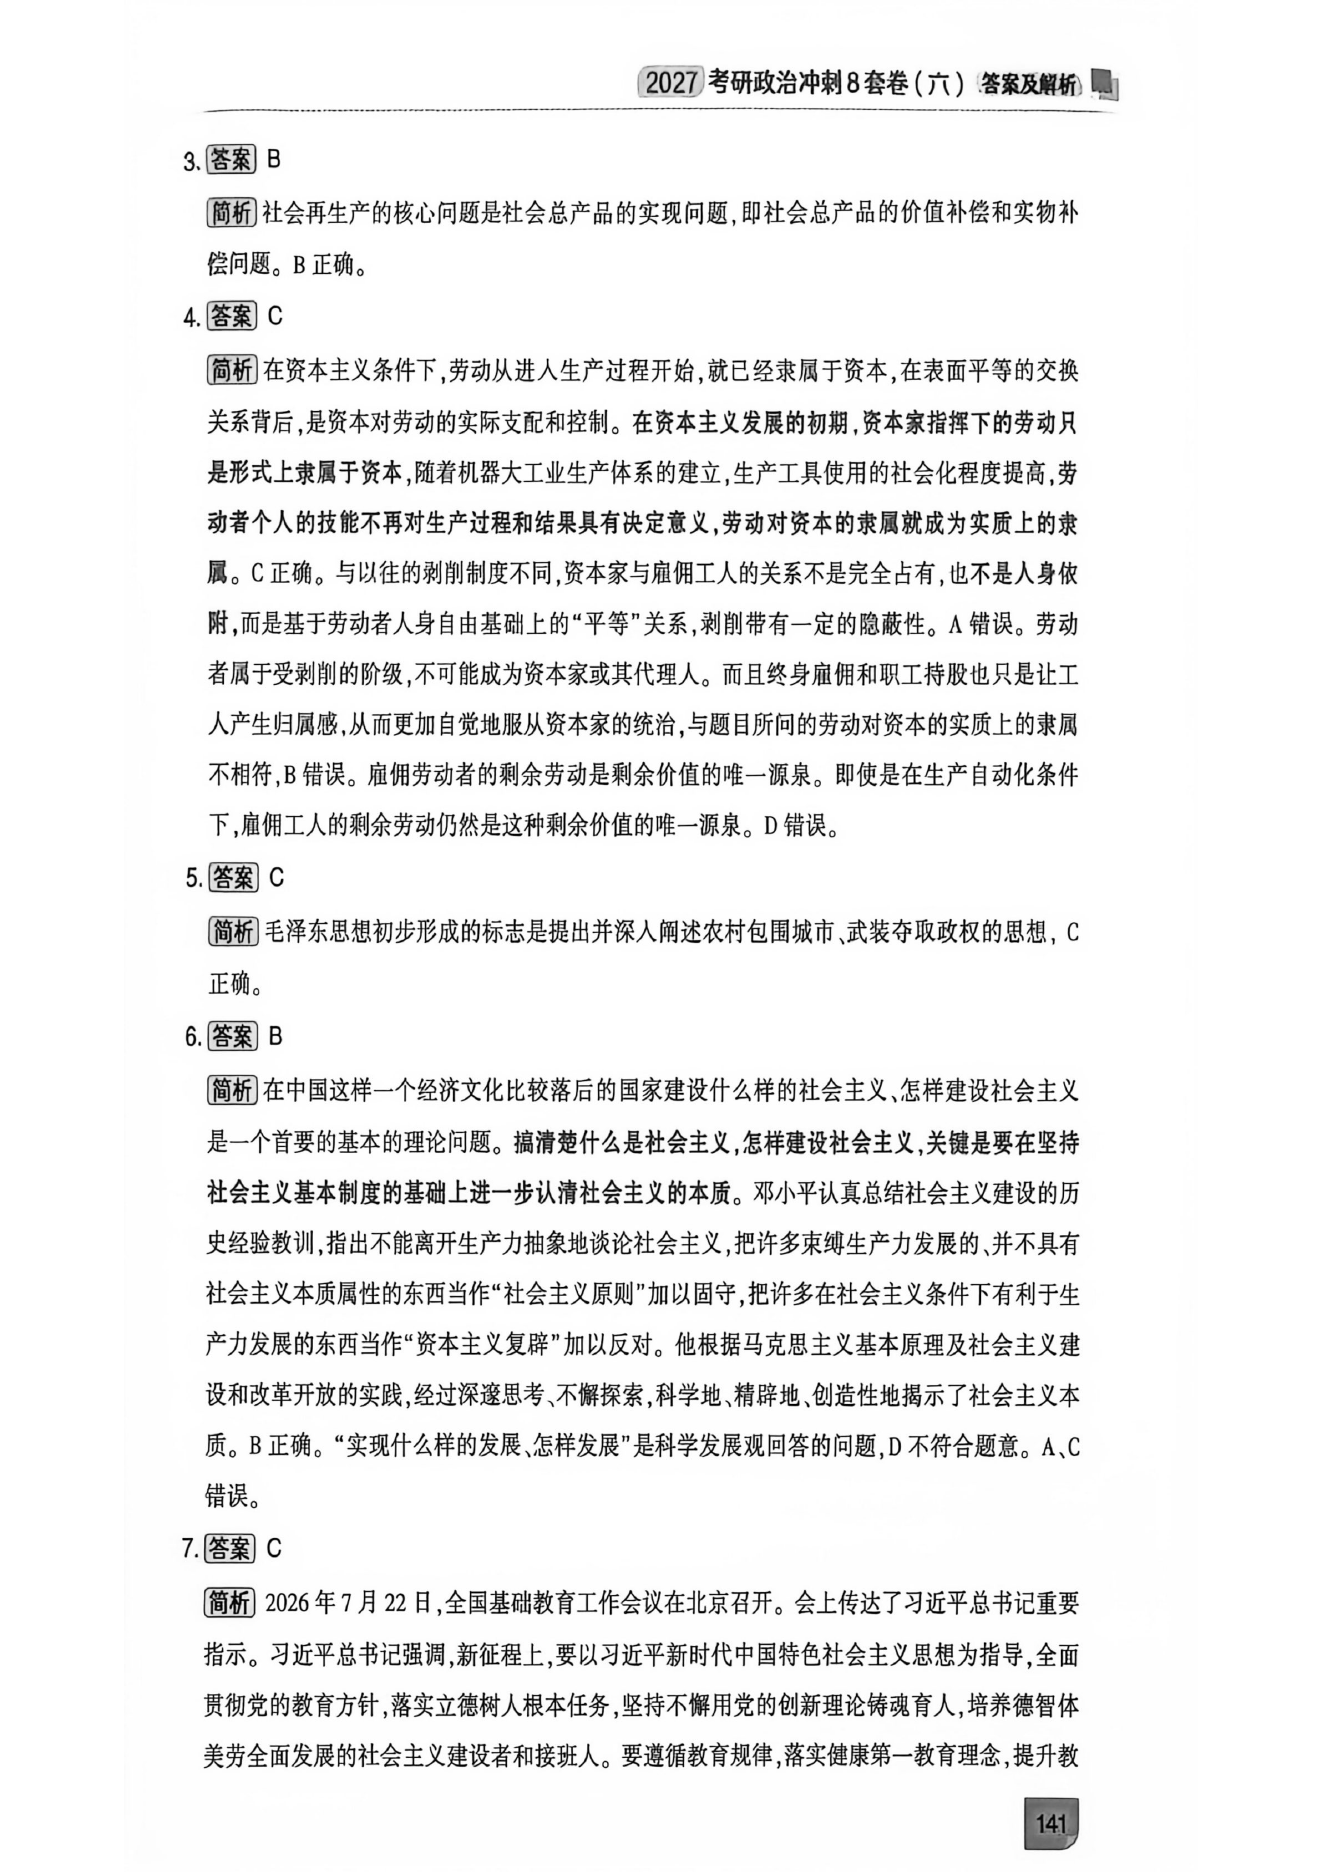 2027考研政治冲刺8套卷(六) 答案及解析
3.答案 B
简析 社会再生产的核心问题是社会总产品的实现问题,即社会总产品的价值补偿和实物补
偿问题。B正确。
4.答案 C
简析 在资本主义条件下,劳动从进入生产过程开始,就已经隶属于资本,在表面平等的交换
关系背后,是资本对劳动的实际支配和控制。在资本主义发展的初期,资本家指挥下的劳动只
是形式上隶属于资本,随着机器大工业生产体系的建立,生产工具使用的社会化程度提高,劳
动者个人的技能不再对生产过程和结果具有决定意义,劳动对资本的隶属就成为实质上的隶
属。C正确。与以往的剥削制度不同,资本家与雇佣工人的关系不是完全占有,也不是人身依
附,而是基于劳动者人身自由基础上的“平等”关系,剥削带有一定的隐蔽性。A错误。劳动
者属于受剥削的阶级,不可能成为资本家或其代理人。而且终身雇佣和职工持股也只是让工
人产生归属感,从而更加自觉地服从资本家的统治,与题目所问的劳动对资本的实质上的隶属
不相符,B错误。雇佣劳动者的剩余劳动是剩余价值的唯一源泉。即使是在生产自动化条件
下,雇佣工人的剩余劳动仍然是这种剩余价值的唯一源泉。D错误。
5.答案 C
简析 毛泽东思想初步形成的标志是提出并深入阐述农村包围城市、武装夺取政权的思想, C
正确。
6.答案 B
简析 在中国这样一个经济文化比较落后的国家建设什么样的社会主义、怎样建设社会主义
是一个首要的基本的理论问题。搞清楚什么是社会主义,怎样建设社会主义,关键是要在坚持
社会主义基本制度的基础上进一步认清社会主义的本质。邓小平认真总结社会主义建设的历
史经验教训,指出不能离开生产力抽象地谈论社会主义,把许多束缚生产力发展的、并不具有
社会主义本质属性的东西当作“社会主义原则”加以固守,把许多在社会主义条件下有利于生
产力发展的东西当作“资本主义复辟”加以反对。他根据马克思主义基本原理及社会主义建
设和改革开放的实践,经过深邃思考、不懈探索,科学地、精辟地、创造性地揭示了社会主义本
质。B正确。“实现什么样的发展、怎样发展”是科学发展观回答的问题,D不符合题意。A、C
错误。
7.答案 C
简析 2026年7月22日,全国基础教育工作会议在北京召开。会上传达了习近平总书记重要
指示。习近平总书记强调,新征程上,要以习近平新时代中国特色社会主义思想为指导,全面
贯彻党的教育方针,落实立德树人根本任务,坚持不懈用党的创新理论铸魂育人,培养德智体
美劳全面发展的社会主义建设者和接班人。要遵循教育规律,落实健康第一教育理念,提升教
141